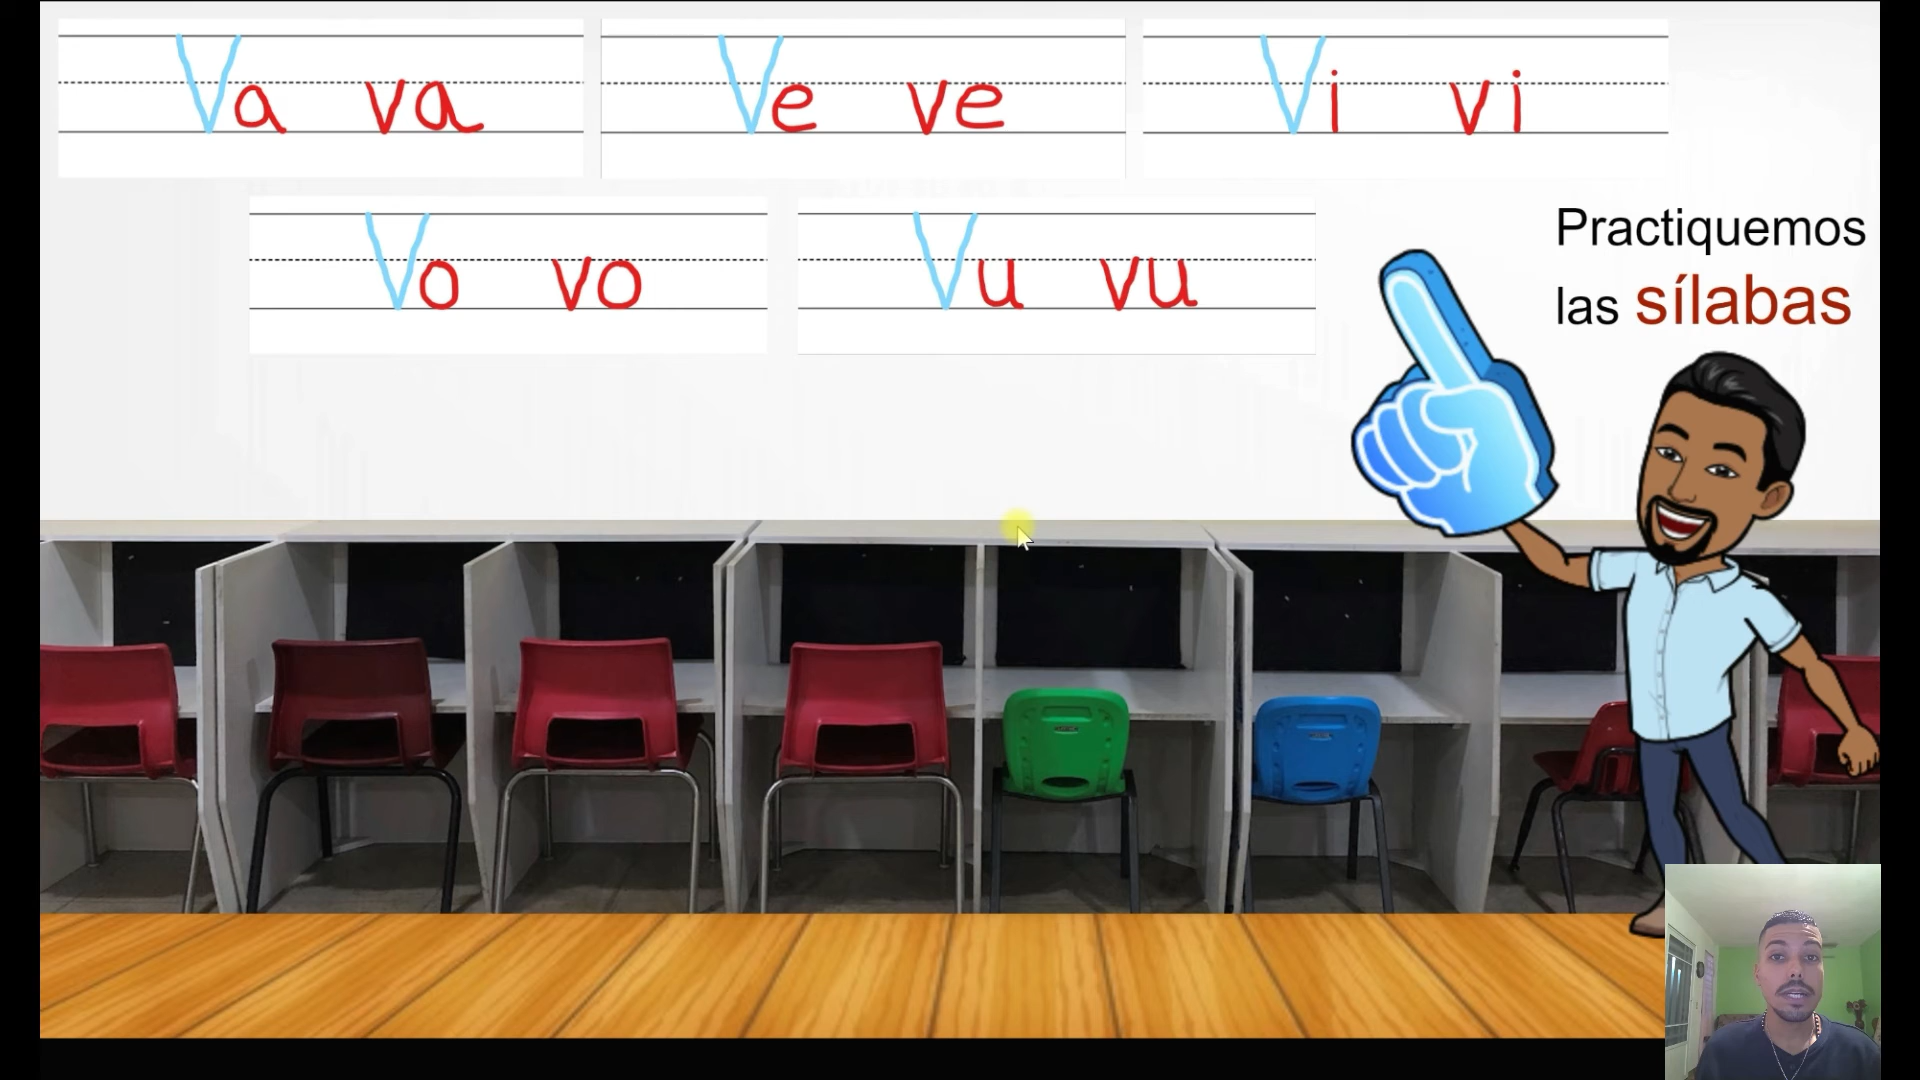 Va va
Ve ve
Vi vi
Vo vo
Vu vu
Practiquemos
las sílabas